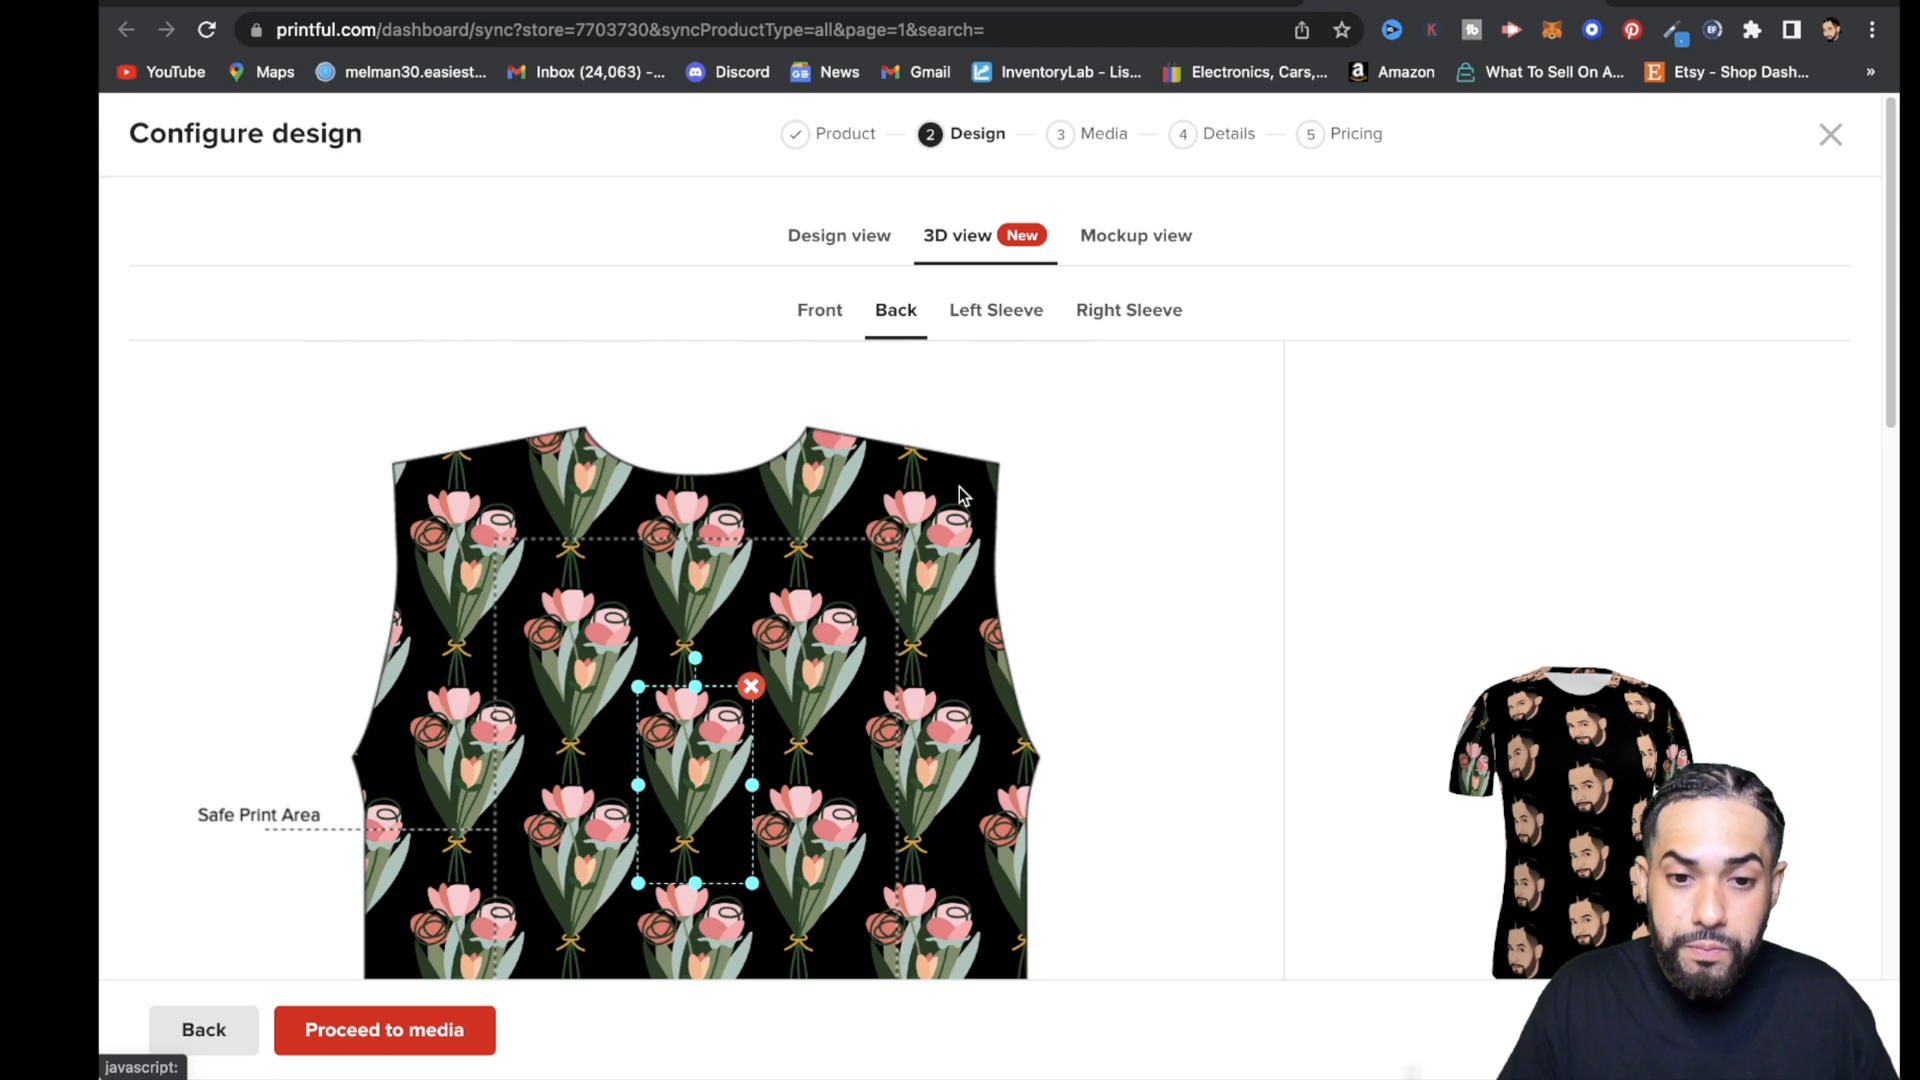 printful.com/dashboard/sync?store=7703730&syncProductType=all&page=1&search=
YouTube Maps melman30.easiest... Inbox (24,063) -... Discord News Gmail InventoryLab - Lis... Electronics, Cars,... Amazon What To Sell On A... Etsy - Shop Dash... »
Configure design
Product 2 Design 3 Media 4 Details 5 Pricing
Design view 3D view New Mockup view
Front Back Left Sleeve Right Sleeve
Safe Print Area
Back Proceed to media
javascript: